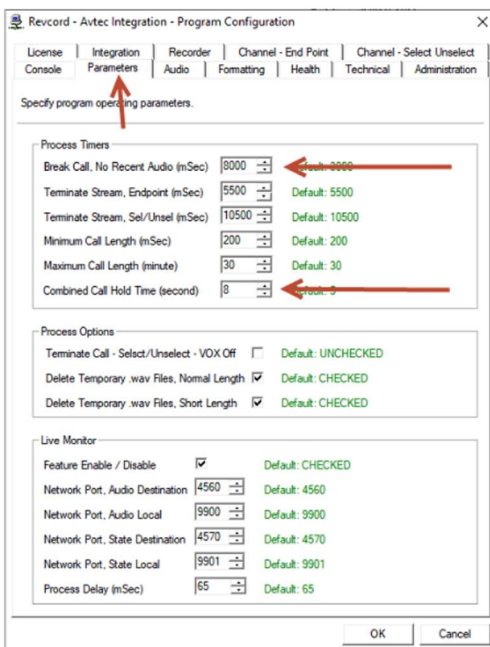 Revcord - Avtec Integration - Program Configuration
License Integration Recorder Channel - End Point Channel - Select Unselect
Console Parameters Audio Formatting Health Technical Administration
Specify program operating parameters.
Process Timers
Break Call, No Recent Audio (mSec) 8000 Default: 3000
Terminate Stream, Endpoint (mSec) 5500 Default: 5500
Terminate Stream, Sel/Unsel (mSec) 10500 Default: 10500
Minimum Call Length (mSec) 200 Default: 200
Maximum Call Length (minute) 30 Default: 30
Combined Call Hold Time (second) 8 Default:
Process Options
Terminate Call - Selsct/Unselect - VOX Off Default: UNCHECKED
Delete Temporary .wav Files, Normal Length Default: CHECKED
Delete Temporary .wav Files, Short Length Default: CHECKED
Live Monitor
Feature Enable / Disable Default: CHECKED
Network Port, Audio Destination 4560 Default: 4560
Network Port, Audio Local 9900 Default: 9900
Network Port, State Destination 4570 Default: 4570
Network Port, State Local 9901 Default: 9901
Process Delay (mSec) 65 Default: 65
OK Cancel